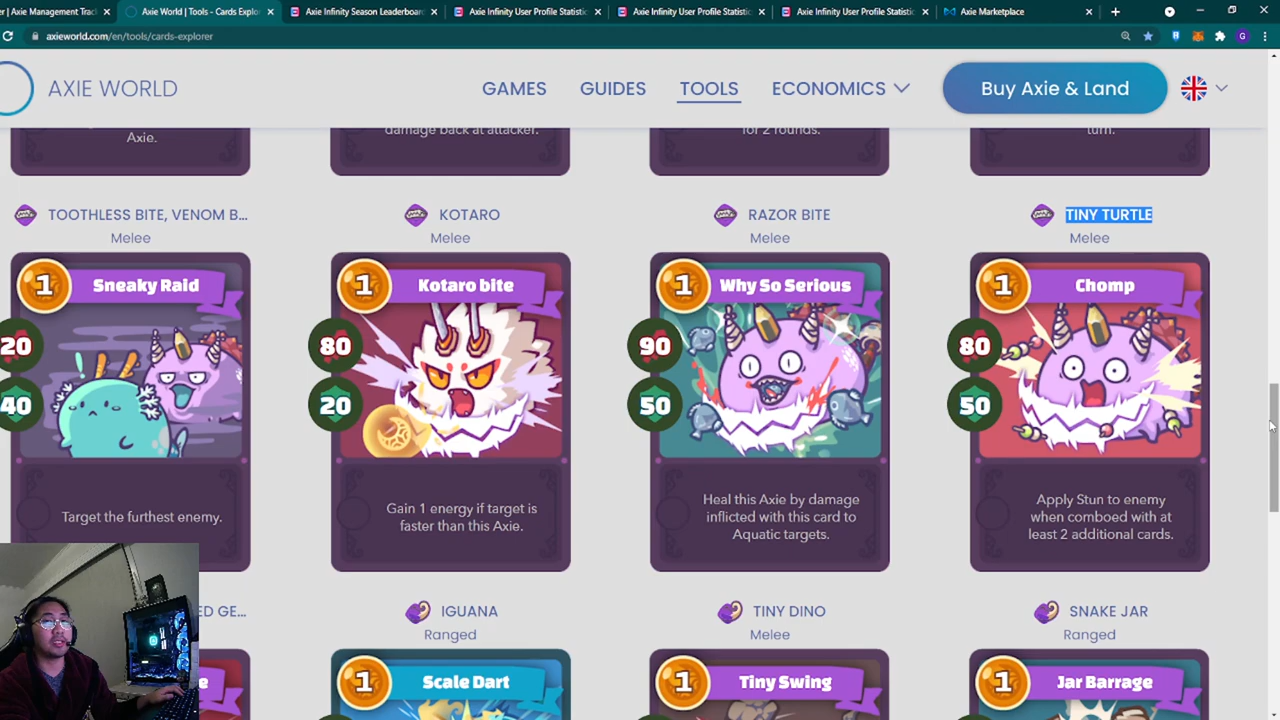 r | Axie Management Track
Axie World | Tools - Cards Explo
Axie Infinity Season Leaderboar
Axie Infinity User Profile Statistic
Axie Infinity User Profile Statistic
Axie Infinity User Profile Statistic
Axie Marketplace
axieworld.com/en/tools/cards-explorer
G
AXIE WORLD
GAMES
GUIDES
TOOLS
ECONOMICS
Buy Axie & Land
Axie.
damage back at attacker.
for 2 rounds.
turn.
TOOTHLESS BITE, VENOM B...
Melee
KOTARO
Melee
RAZOR BITE
Melee
TINY TURTLE
Melee
1
Sneaky Raid
20
40
Target the furthest enemy.
1
Kotaro bite
80
20
Gain 1 energy if target is
faster than this Axie.
1
Why So Serious
90
50
Heal this Axie by damage
inflicted with this card to
Aquatic targets.
1
Chomp
80
50
Apply Stun to enemy
when comboed with at
least 2 additional cards.
ED GE...
IGUANA
Ranged
TINY DINO
Melee
SNAKE JAR
Ranged
e
1
Scale Dart
1
Tiny Swing
1
Jar Barrage